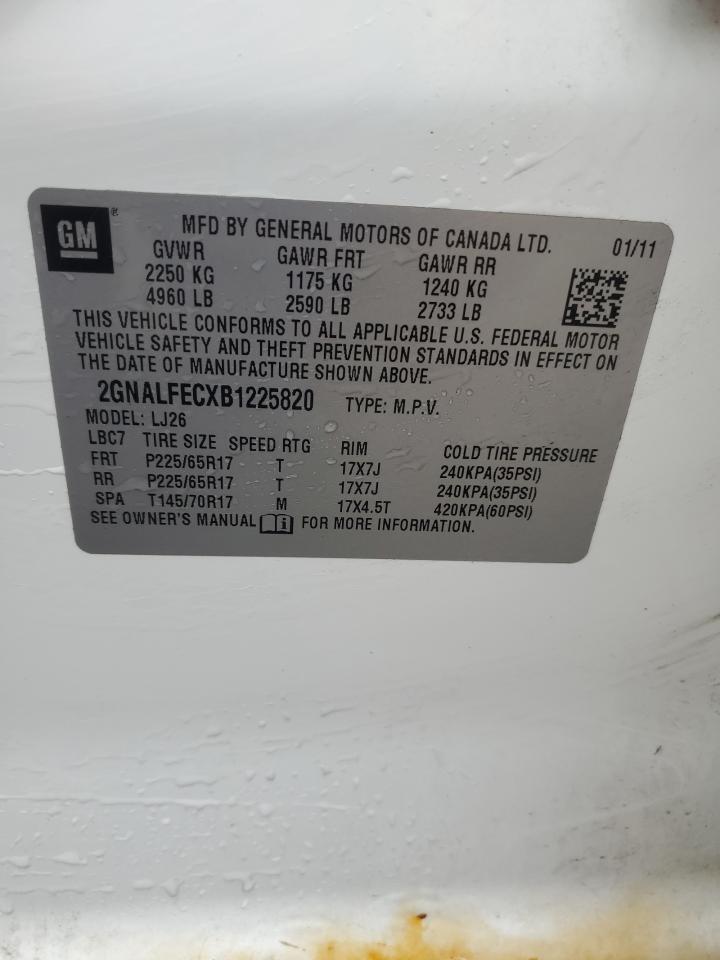 GM®
MFD BY GENERAL MOTORS OF CANADA LTD. 01/11
GVWR GAWR FRT GAWR RR
2250 KG 1175 KG 1240 KG
4960 LB 2590 LB 2733 LB
THIS VEHICLE CONFORMS TO ALL APPLICABLE U.S. FEDERAL MOTOR
VEHICLE SAFETY AND THEFT PREVENTION STANDARDS IN EFFECT ON
THE DATE OF MANUFACTURE SHOWN ABOVE.
2GNALFECXB1225820 TYPE: M.P.V.
MODEL: LJ26
LBC7 TIRE SIZE SPEED RTG RIM COLD TIRE PRESSURE
FRT P225/65R17 T 17X7J 240KPA(35PSI)
RR P225/65R17 T 17X7J 240KPA(35PSI)
SPA T145/70R17 M 17X4.5T 420KPA(60PSI)
SEE OWNER'S MANUAL i FOR MORE INFORMATION.